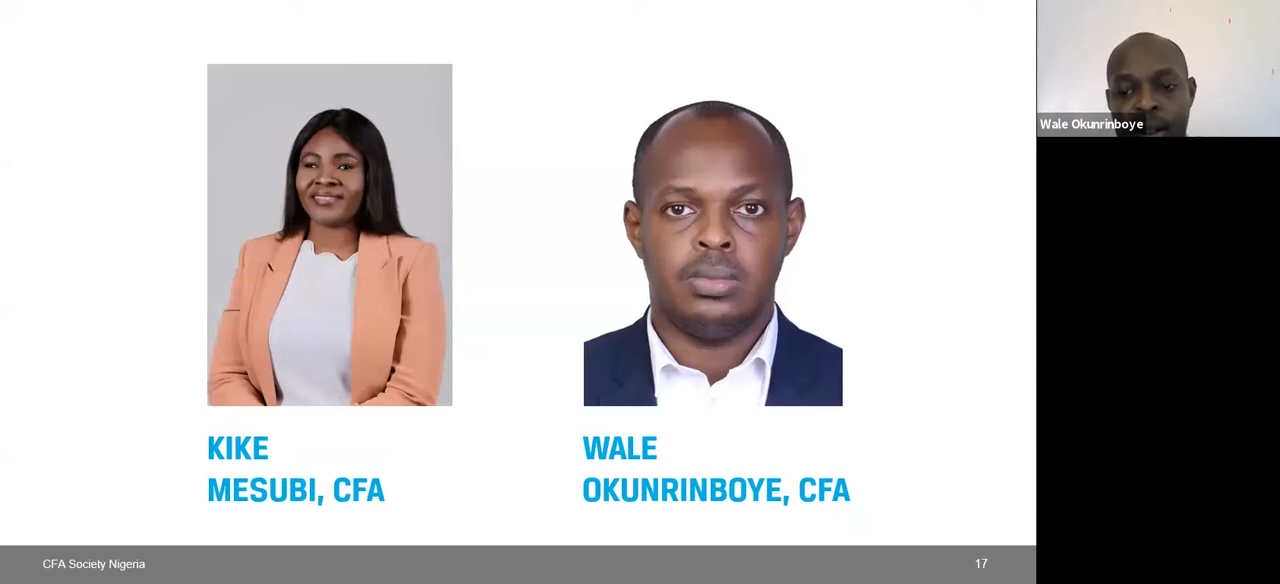 KIKE
MESUBI, CFA
WALE
OKUNRINBOYE, CFA
CFA Society Nigeria
17
Wale Okunrinboye